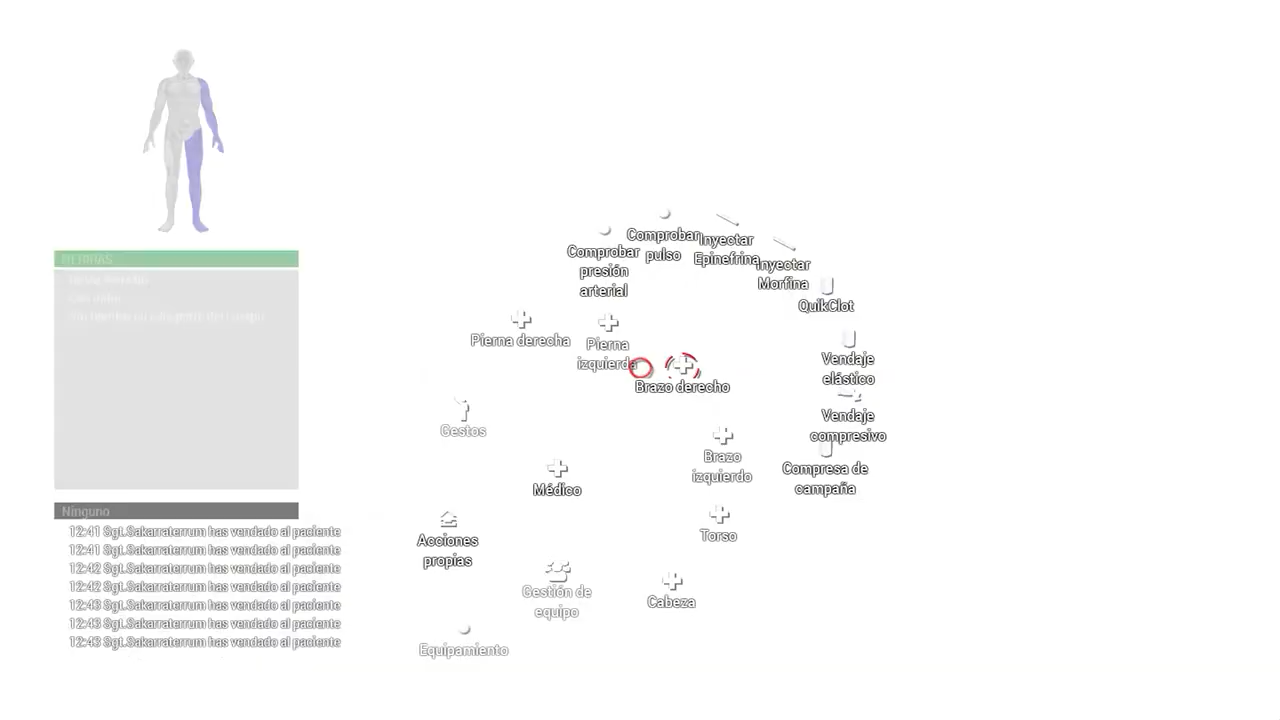 HERIDAS
Ninguno
12:41 Sgt.Sakarraterrum has vendado al paciente
12:41 Sgt.Sakarraterrum has vendado al paciente
12:42 Sgt.Sakarraterrum has vendado al paciente
12:42 Sgt.Sakarraterrum has vendado al paciente
12:43 Sgt.Sakarraterrum has vendado al paciente
12:43 Sgt.Sakarraterrum has vendado al paciente
12:43 Sgt.Sakarraterrum has vendado al paciente
Comprobar
presión
arterial
Comprobar
pulso
Inyectar
Epinefrina
Inyectar
Morfina
QuikClot
Vendaje
elástico
Vendaje
compresivo
Compresa de
campaña
Pierna derecha
Pierna
izquierda
Brazo derecho
Brazo
izquierdo
Torso
Cabeza
Gestos
Médico
Acciones
propias
Gestión de
equipo
Equipamiento